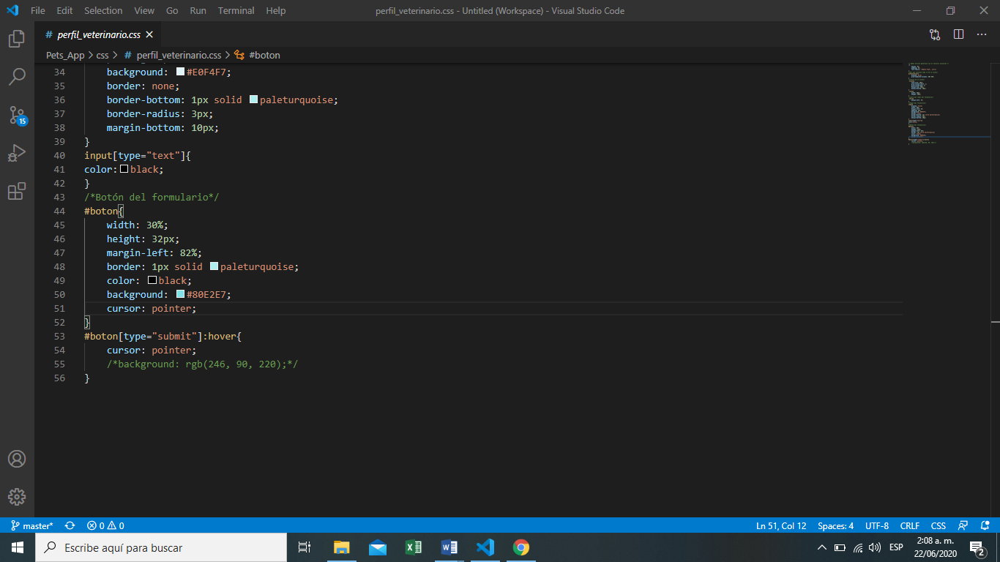 File Edit Selection View Go Run Terminal Help perfil_veterinario.css - Untitled (Workspace) - Visual Studio Code
# perfil_veterinario.css ×
Pets_App > css > # perfil_veterinario.css > #boton
34 background: #E0F4F7;
35 border: none;
36 border-bottom: 1px solid paleturquoise;
37 border-radius: 3px;
38 margin-bottom: 10px;
39 }
40 input[type="text"]{
41 color: black;
42 }
43 /*Botón del formulario*/
44 #boton{
45 width: 30%;
46 height: 32px;
47 margin-left: 82%;
48 border: 1px solid paleturquoise;
49 color: black;
50 background: #80E2E7;
51 cursor: pointer;
52 }
53 #boton[type="submit"]:hover{
54 cursor: pointer;
55 /*background: rgb(246, 90, 220);*/
56 }
15
master* 0 0 Ln 51, Col 12 Spaces: 4 UTF-8 CRLF CSS
Escribe aquí para buscar
ESP
2:08 a. m.
22/06/2020
2